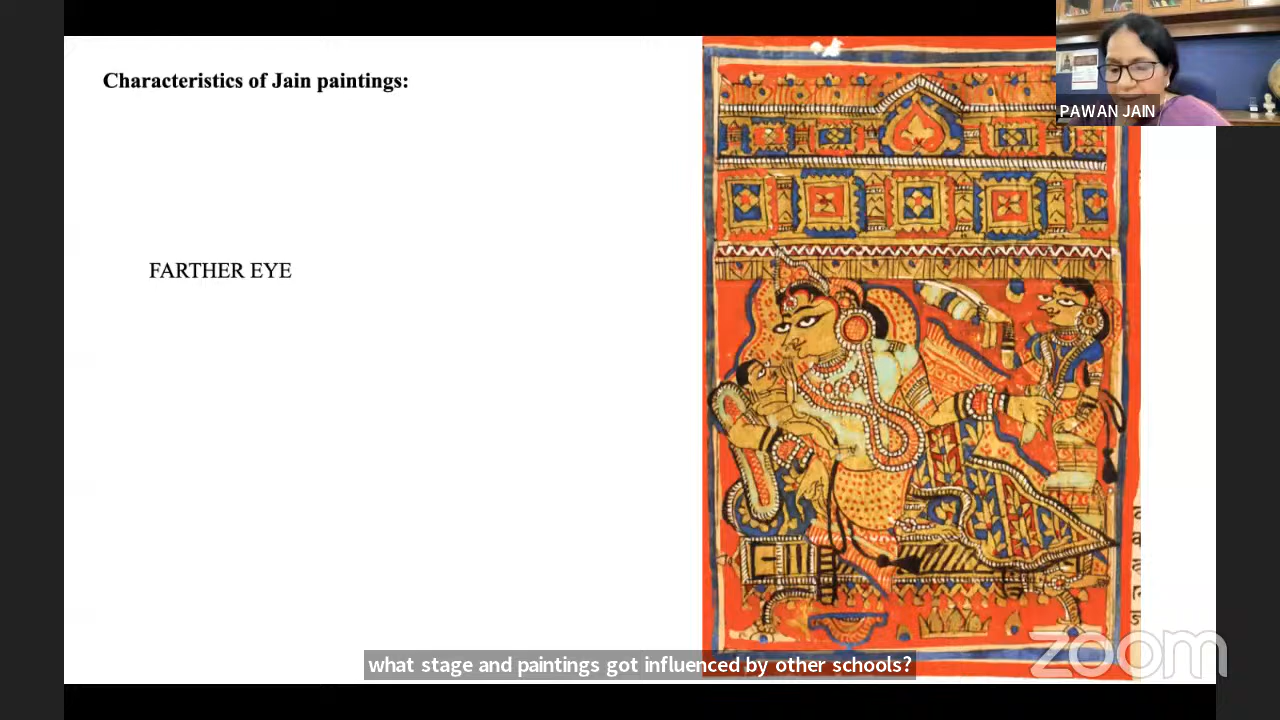 Characteristics of Jain paintings:
PAWAN JAIN
FARTHER EYE
what stage and paintings got influenced by other schools?
zoom